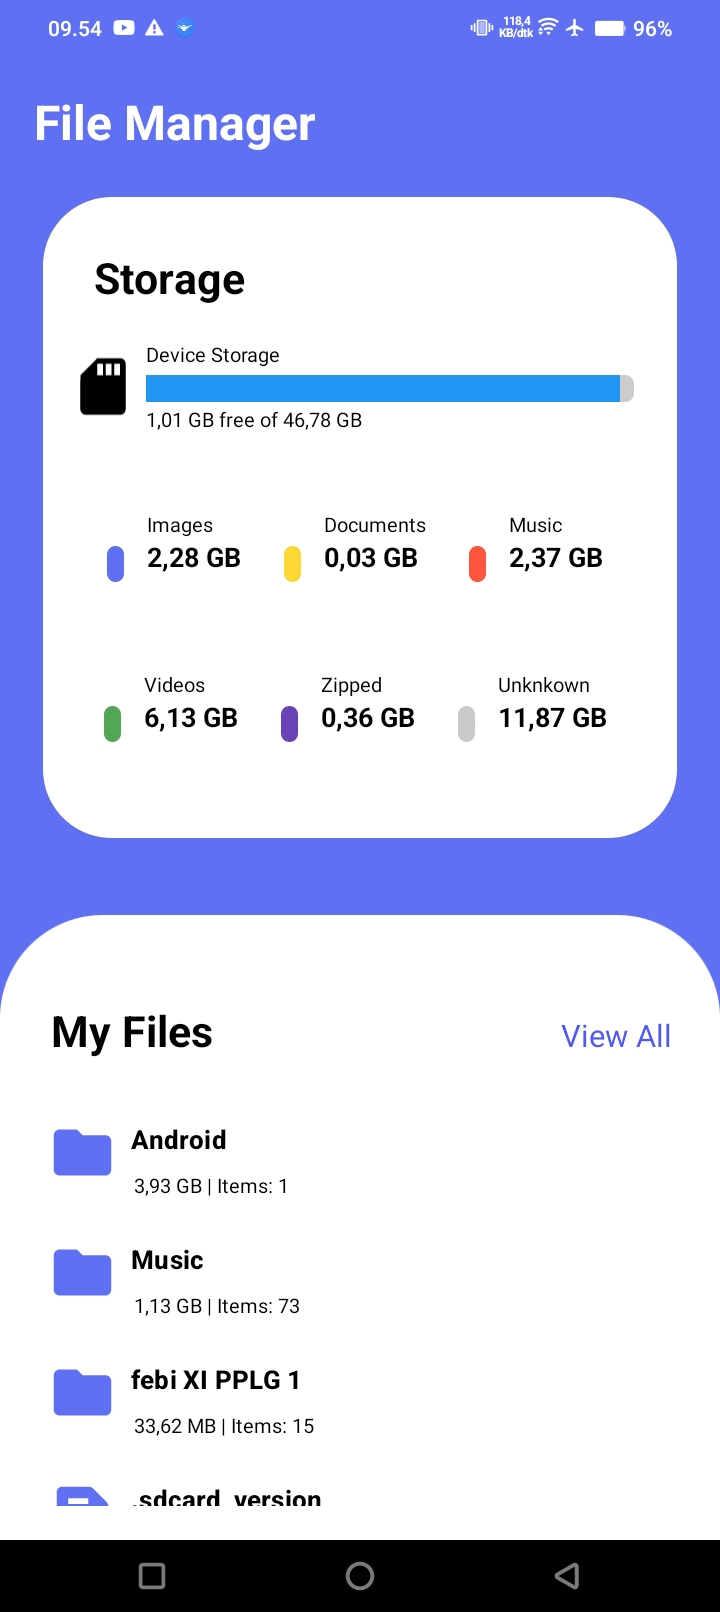 09.54 118,4 KB/dtk 96%
File Manager
Storage
Device Storage
1,01 GB free of 46,78 GB
Images Documents Music
2,28 GB 0,03 GB 2,37 GB
Videos Zipped Unknkown
6,13 GB 0,36 GB 11,87 GB
My Files View All
Android
3,93 GB | Items: 1
Music
1,13 GB | Items: 73
febi XI PPLG 1
33,62 MB | Items: 15
.sdcard_version